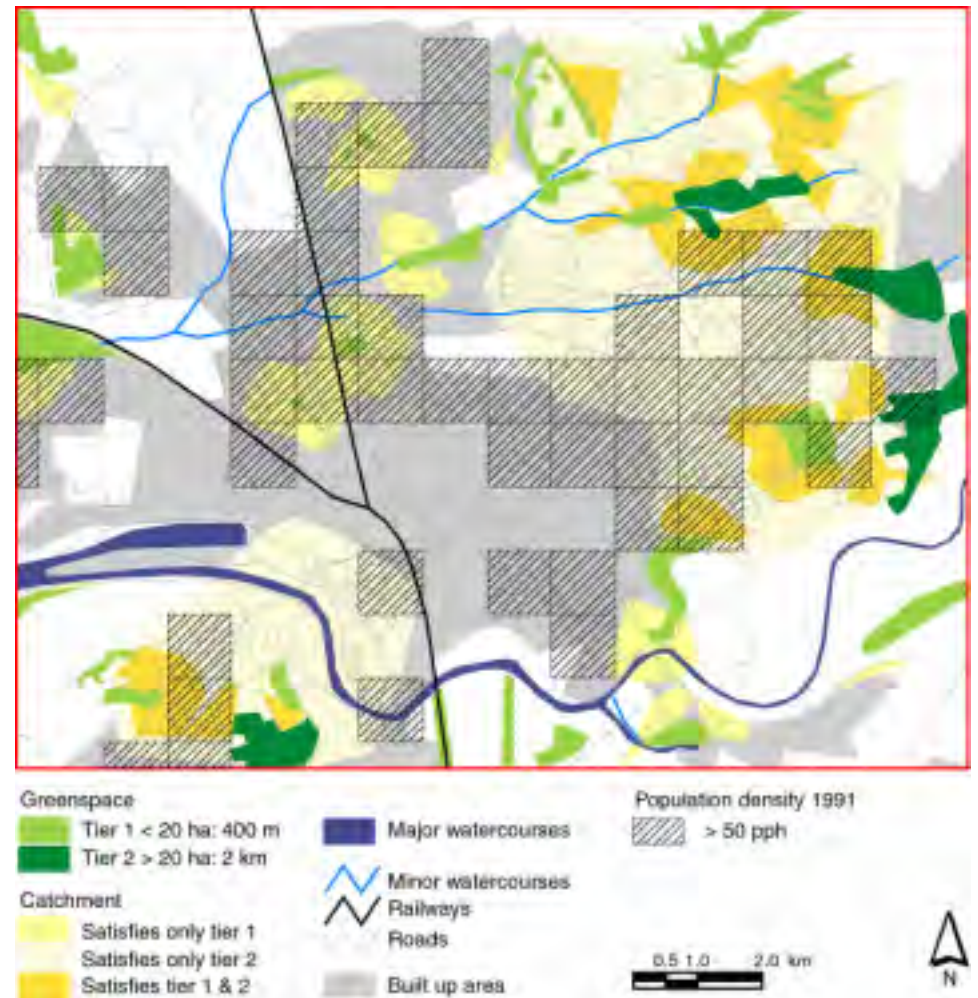 Greenspace
Tier 1 < 20 ha: 400 m
Tier 2 > 20 ha: 2 km
Catchment
Satisfies only tier 1
Satisfies only tier 2
Satisfies tier 1 & 2
Major watercourses
Minor watercourses
Railways
Roads
Built up area
Population density 1991
> 50 pph
0.5 1.0 2.0 km
N